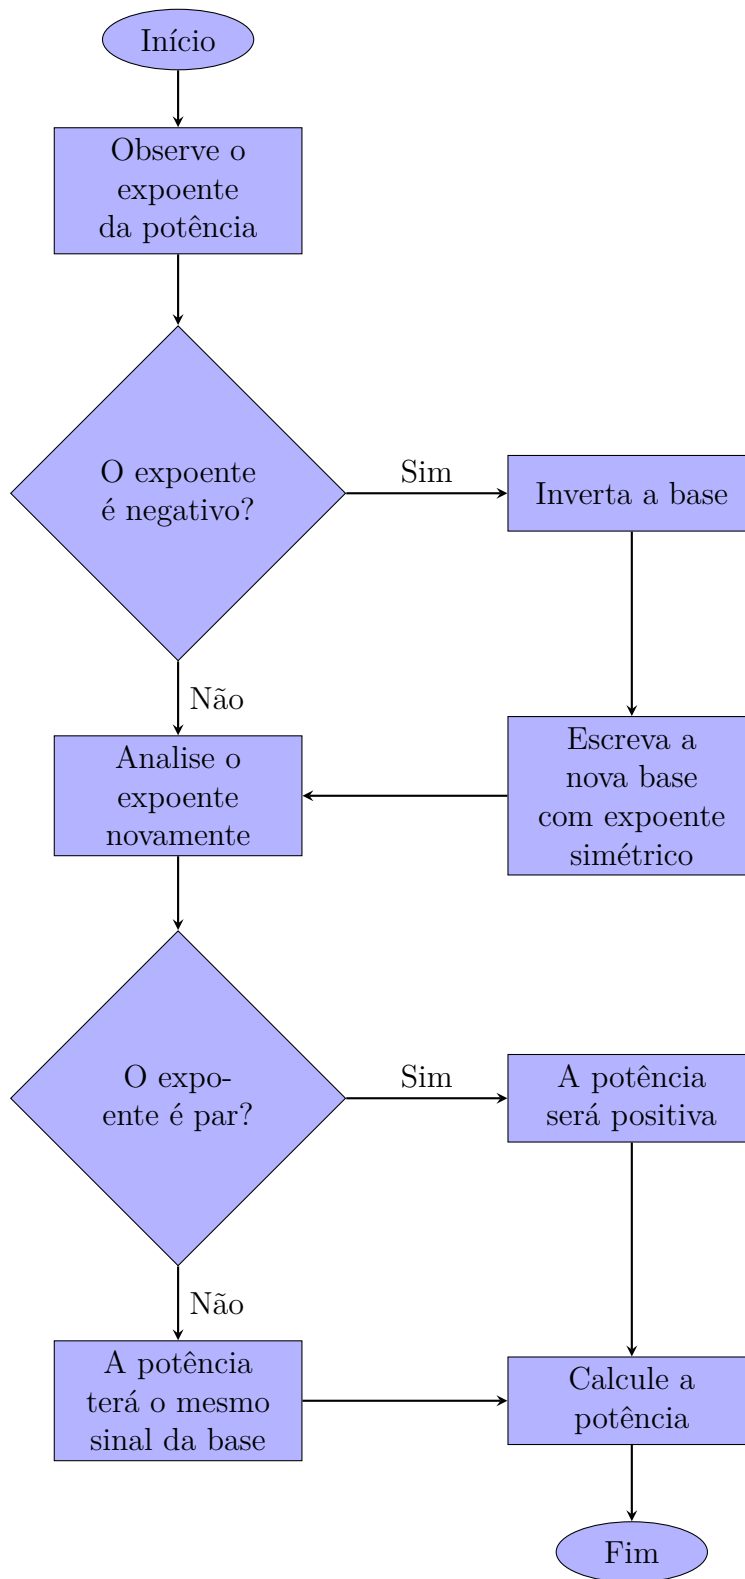 Início
Observe o
expoente
da potência
O expoente
é negativo?
Sim
Inverta a base
Não
Analise o
expoente
novamente
Escreva a
nova base
com expoente
simétrico
O expo-
ente é par?
Sim
A potência
será positiva
Não
A potência
terá o mesmo
sinal da base
Calcule a
potência
Fim